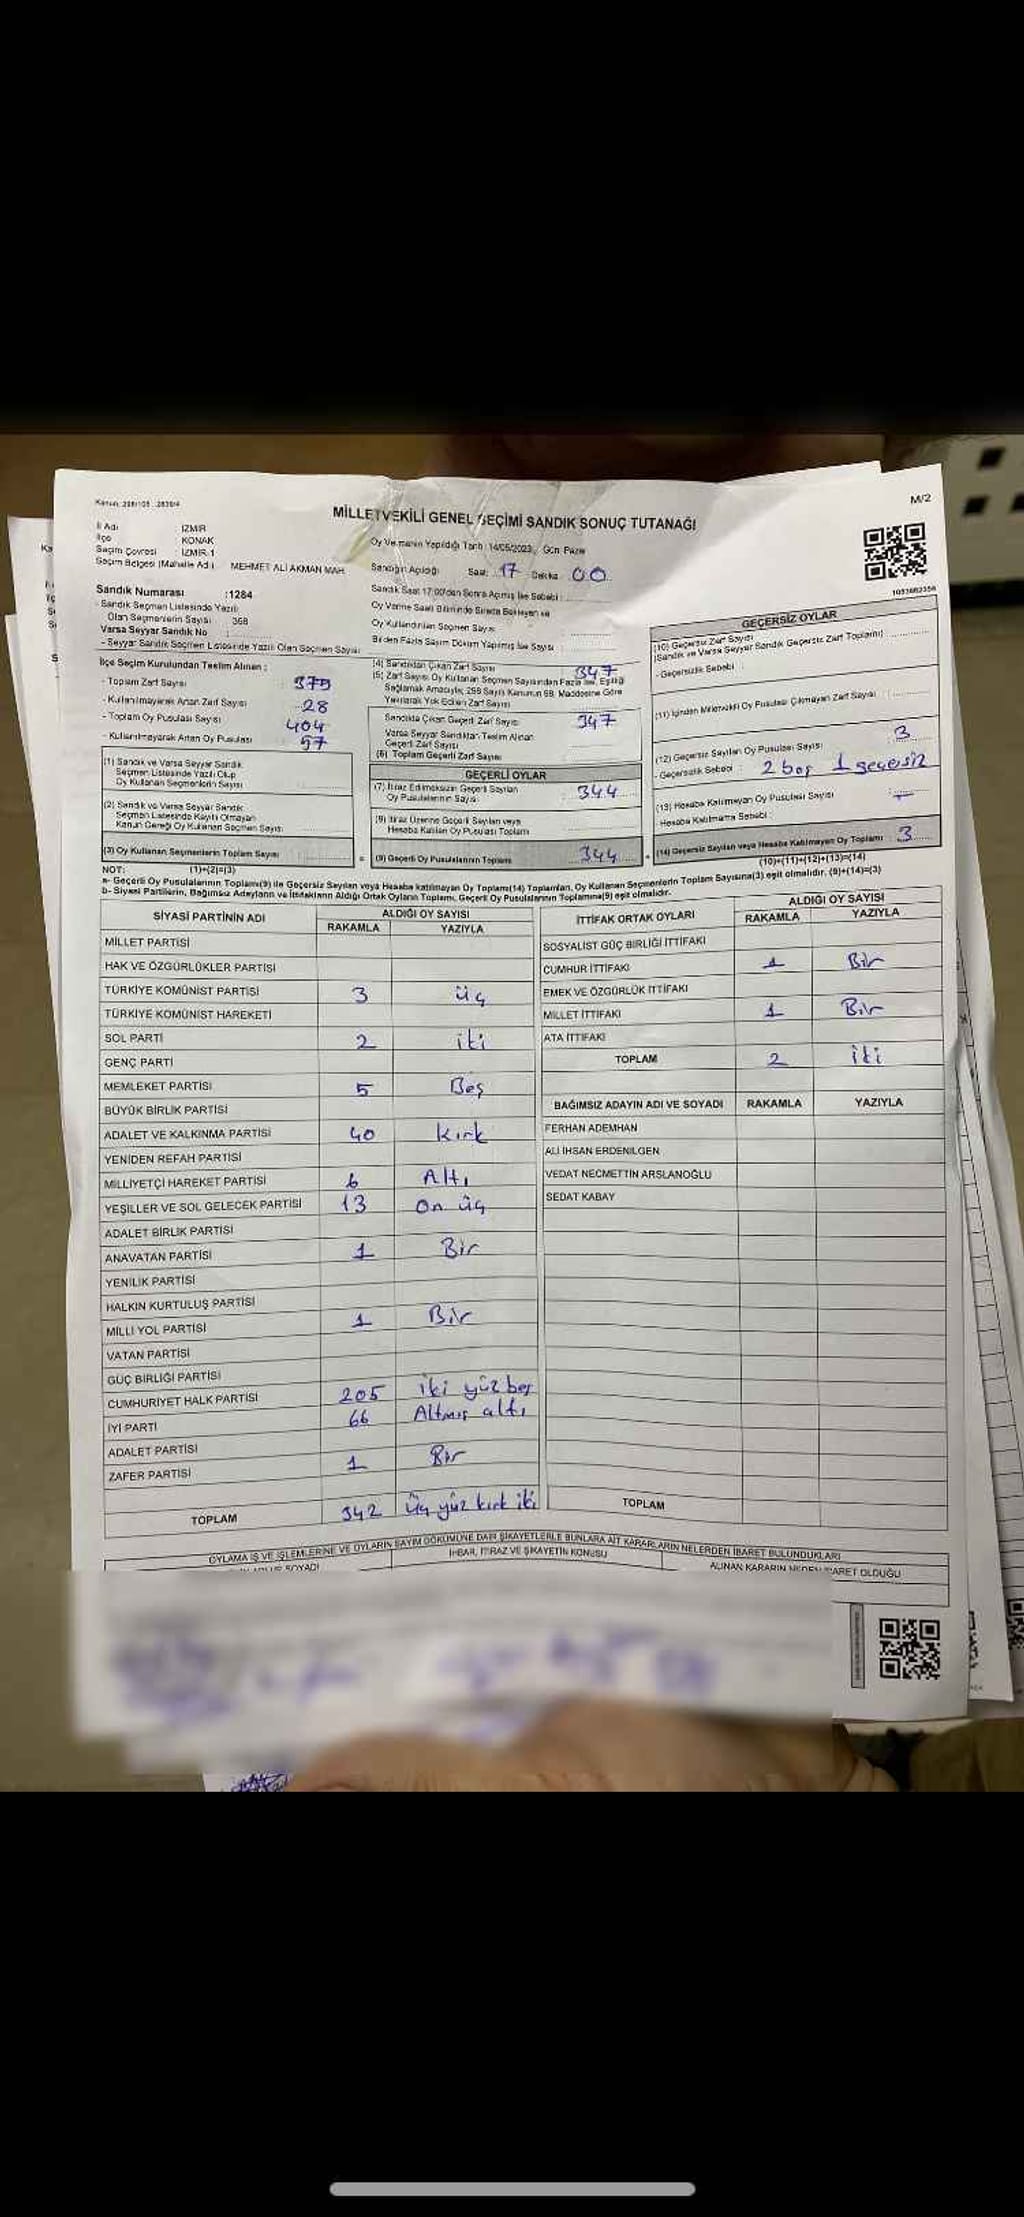 Kanun: 298/105 , 2839/4
M/2
MİLLETVEKİLİ GENEL SEÇİMİ SANDIK SONUÇ TUTANAĞI
İl Adı : İZMİR
İlçe : KONAK
Seçim Çevresi : İZMİR-1
Seçim Bölgesi (Mahalle Adı) : MEHMET ALİ AKMAN MAH.
Oy Vermenin Yapıldığı Tarih : 14/05/2023, Gün: Pazar
Sandığın Açıldığı Saat: 17 Dakika 00
Sandık Saat 17:00'den Sonra Açılmış İse Sebebi :
Oy Verme Saati Bitiminde Sırada Bekleyen ve
Oy Kullandırılan Seçmen Sayısı
Birden Fazla Sayım Döküm Yapılmış İse Sayısı :
1053682356
Sandık Numarası :1284
- Sandık Seçmen Listesinde Yazılı
Olan Seçmenlerin Sayısı : 368
Varsa Seyyar Sandık No :
- Seyyar Sandık Seçmen Listesinde Yazılı Olan Seçmen Sayısı
İlçe Seçim Kurulundan Teslim Alınan :
- Toplam Zarf Sayısı 375
- Kullanılmayarak Artan Zarf Sayısı 28
- Toplam Oy Pusulası Sayısı 404
- Kullanılmayarak Artan Oy Pusulası 57
(1) Sandık ve Varsa Seyyar Sandık
Seçmen Listesinde Yazılı Olup
Oy Kullanan Seçmenlerin Sayısı
(2) Sandık ve Varsa Seyyar Sandık
Seçmen Listesinde Kayıtlı Olmayan
Kanun Gereği Oy Kullanan Seçmen Sayısı
(3) Oy Kullanan Seçmenlerin Toplam Sayısı
(4) Sandıktan Çıkan Zarf Sayısı 347
(5) Zarf Sayısı Oy Kullanan Seçmen Sayısından Fazla İse, Eşitliği
Sağlamak Amacıyla; 298 Sayılı Kanunun 98. Maddesine Göre
Yakılarak Yok Edilen Zarf Sayısı
Sandıkta Çıkan Geçerli Zarf Sayısı 347
Varsa Seyyar Sandıktan Teslim Alınan
Geçerli Zarf Sayısı
(6) Toplam Geçerli Zarf Sayısı
GEÇERLİ OYLAR
(7) İtiraz Edilmeksizin Geçerli Sayılan
Oy Pusulalarının Sayısı : 344
(8) İtiraz Üzerine Geçerli Sayılan veya
Hesaba Katılan Oy Pusulası Toplamı
(9) Geçerli Oy Pusulalarının Toplamı : 344
GEÇERSİZ OYLAR
(10) Geçersiz Zarf Sayısı
(Sandık ve Varsa Seyyar Sandık Geçersiz Zarf Toplamı)
- Geçersizlik Sebebi :
(11) İçinden Milletvekili Oy Pusulası Çıkmayan Zarf Sayısı
(12) Geçersiz Sayılan Oy Pusulası Sayısı : 3
- Geçersizlik Sebebi : 2 boş 1 geçersiz
(13) Hesaba Katılmayan Oy Pusulası Sayısı
Hesaba Katılmama Sebebi :
(14) Geçersiz Sayılan veya Hesaba Katılmayan Oy Toplamı : 3
NOT: (1)+(2)=(3)
(10)+(11)+(12)+(13)=(14)
a- Geçerli Oy Pusulalarının Toplamı(9) ile Geçersiz Sayılan veya Hesaba katılmayan Oy Toplamı(14) Toplamları, Oy Kullanan Seçmenlerin Toplam Sayısına(3) eşit olmalıdır. (9)+(14)=(3)
b- Siyasi Partilerin, Bağımsız Adayların ve İttifakların Aldığı Ortak Oyların Toplamı, Geçerli Oy Pusulalarının Toplamına(9) eşit olmalıdır.
SİYASİ PARTİNİN ADI ALDIĞI OY SAYISI
RAKAMLA YAZIYLA
MİLLET PARTİSİ
HAK VE ÖZGÜRLÜKLER PARTİSİ
TÜRKİYE KOMÜNİST PARTİSİ 3 üç
TÜRKİYE KOMÜNİST HAREKETİ
SOL PARTİ 2 iki
GENÇ PARTİ
MEMLEKET PARTİSİ 5 Beş
BÜYÜK BİRLİK PARTİSİ
ADALET VE KALKINMA PARTİSİ 40 kırk
YENİDEN REFAH PARTİSİ
MİLLİYETÇİ HAREKET PARTİSİ 6 Altı
YEŞİLLER VE SOL GELECEK PARTİSİ 13 On üç
ADALET BİRLİK PARTİSİ
ANAVATAN PARTİSİ 1 Bir
YENİLİK PARTİSİ
HALKIN KURTULUŞ PARTİSİ
MİLLİ YOL PARTİSİ 1 Bir
VATAN PARTİSİ
GÜÇ BİRLİĞİ PARTİSİ
CUMHURİYET HALK PARTİSİ 205 iki yüz beş
İYİ PARTİ 66 Altmış altı
ADALET PARTİSİ
ZAFER PARTİSİ 1 Bir
TOPLAM 342 Üç yüz kırk iki
İTTİFAK ORTAK OYLARI ALDIĞI OY SAYISI
RAKAMLA YAZIYLA
SOSYALİST GÜÇ BİRLİĞİ İTTİFAKI
CUMHUR İTTİFAKI 1 Bir
EMEK VE ÖZGÜRLÜK İTTİFAKI
MİLLET İTTİFAKI 1 Bir
ATA İTTİFAKI
TOPLAM 2 iki
BAĞIMSIZ ADAYIN ADI VE SOYADI RAKAMLA YAZIYLA
FERHAN ADEMHAN
ALİ İHSAN ERDENİLGEN
VEDAT NECMETTİN ARSLANOĞLU
SEDAT KABAY
TOPLAM
OYLAMA İŞ VE İŞLEMLERİNE VE OYLARIN SAYIM DÖKÜMÜNE DAİR ŞİKAYETLERLE BUNLARA AİT KARARLARIN NELERDEN İBARET BULUNDUKLARI
SOYADI İHBAR, İTİRAZ VE ŞİKAYETİN KONUSU ALINAN KARARIN NEDEN İBARET OLDUĞU